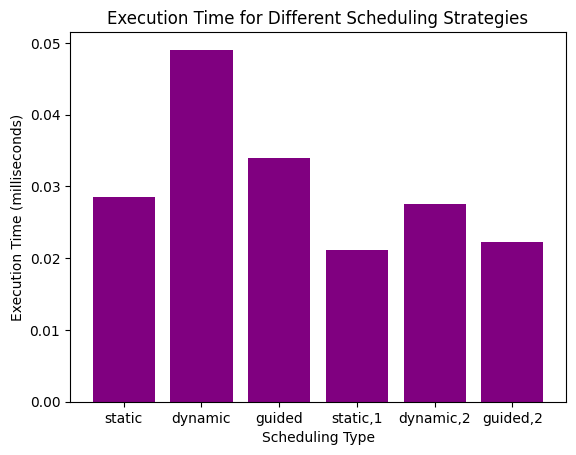 Execution Time for Different Scheduling Strategies
Execution Time (milliseconds)
0.05
0.04
0.03
0.02
0.01
0.00
static dynamic guided static,1 dynamic,2 guided,2
Scheduling Type